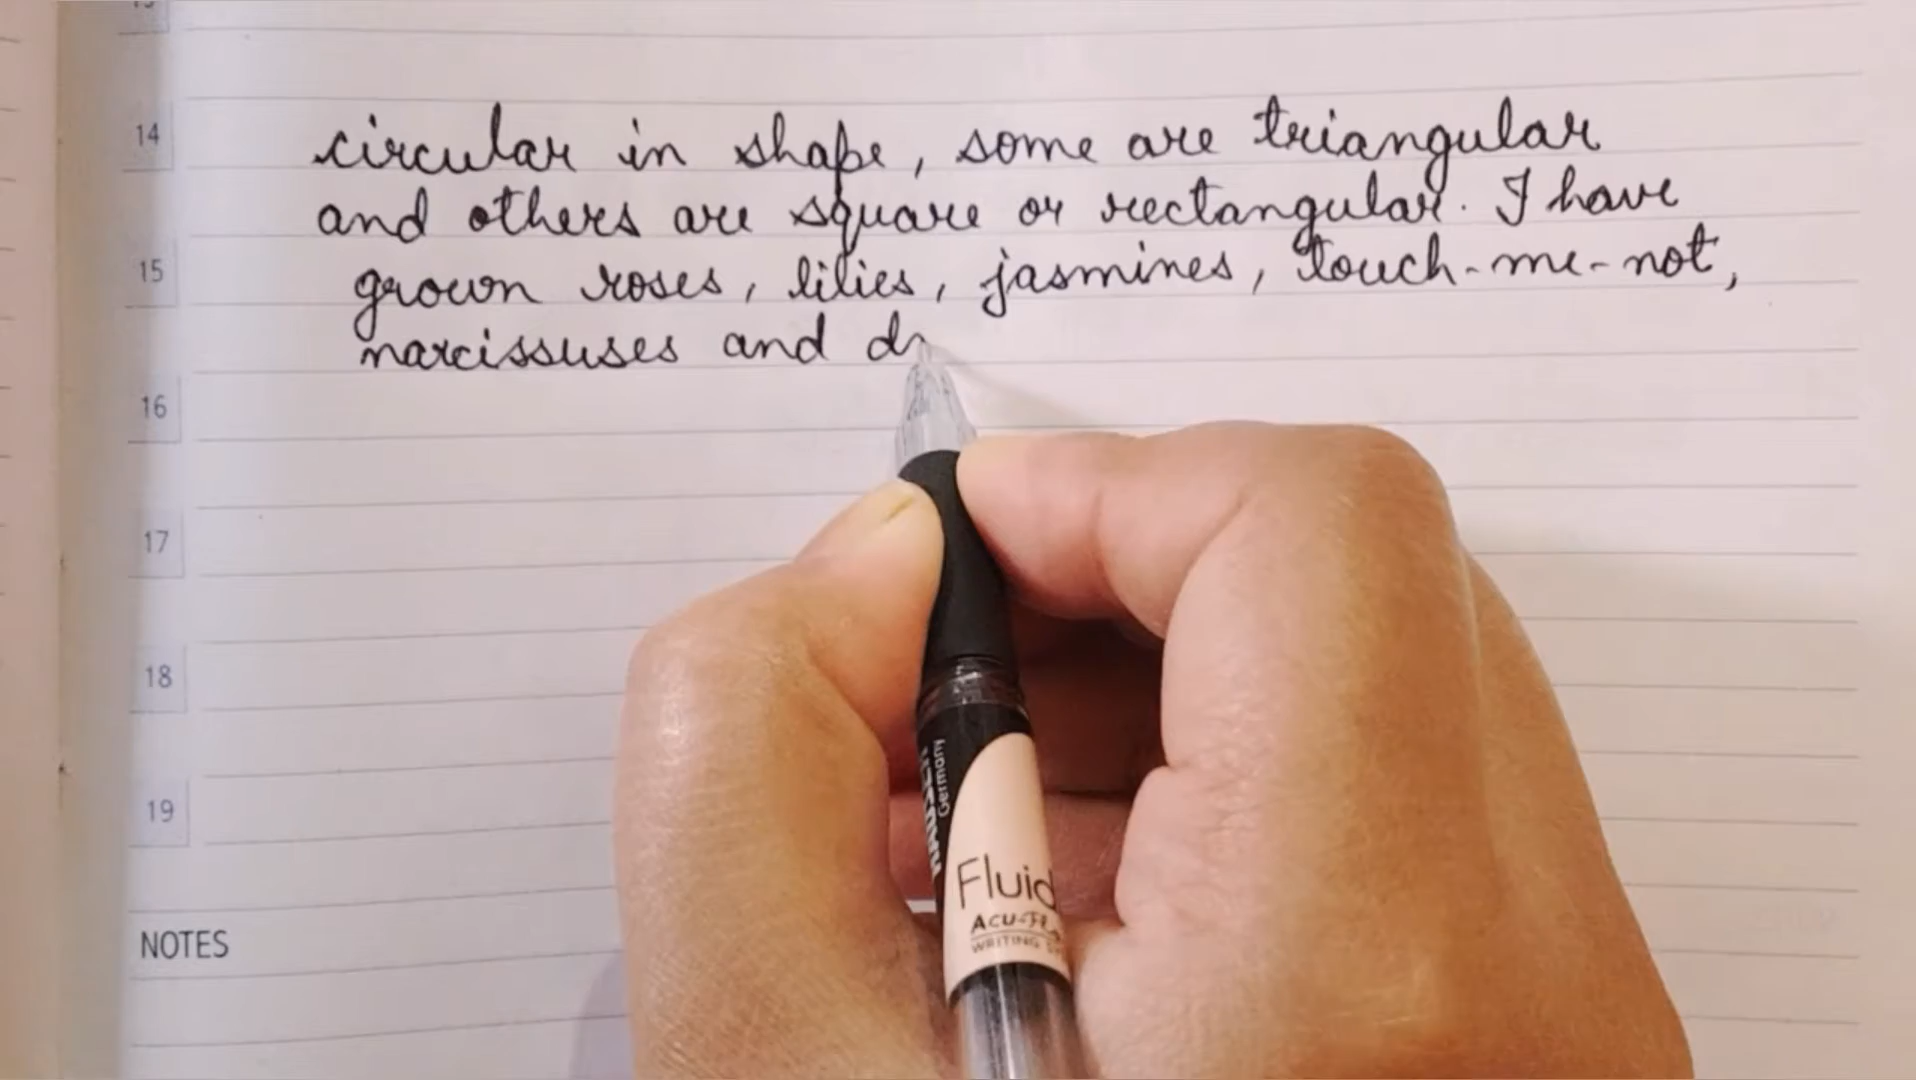 14
circular in shape, some are triangular
and others are square or rectangular. I have
15
grown roses, lilies, jasmines, touch-me-not,
narcissuses and
16
17
18
19
NOTES
Germany
Fluid
WRITING